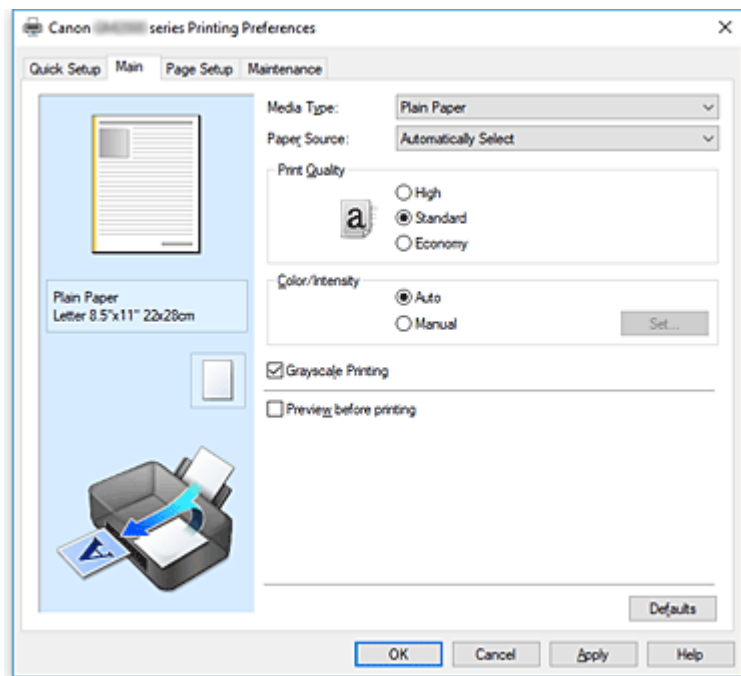 Canon series Printing Preferences
Quick Setup Main Page Setup Maintenance
Media Type: Plain Paper
Paper Source: Automatically Select
Print Quality
High
a
Standard
Economy
Color/Intensity
Auto
Manual Set...
Plain Paper
Letter 8.5"x11" 22x28cm
Grayscale Printing
Preview before printing
A
Defaults
OK Cancel Apply Help